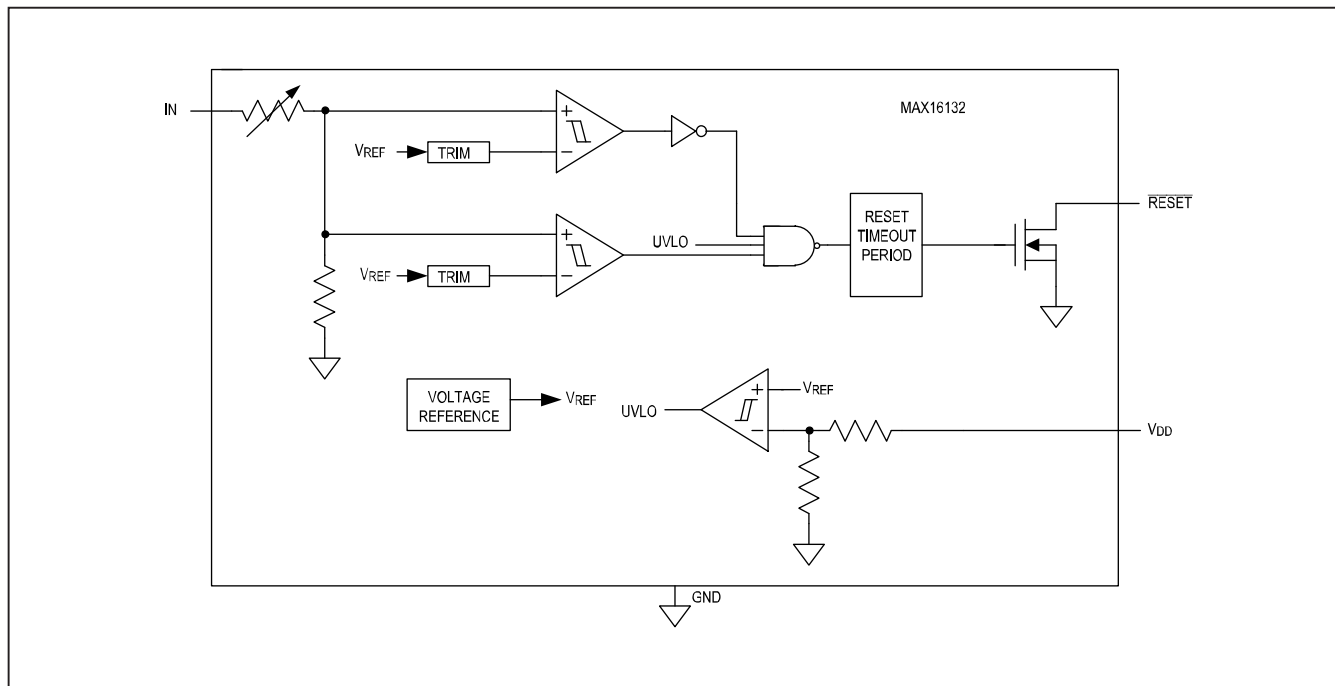 MAX16132
IN
+
VREF
TRIM
−
RESET
RESET
TIMEOUT
PERIOD
+
UVLO
VREF
TRIM
−
VOLTAGE
REFERENCE
VREF
UVLO
+
VREF
−
VDD
GND